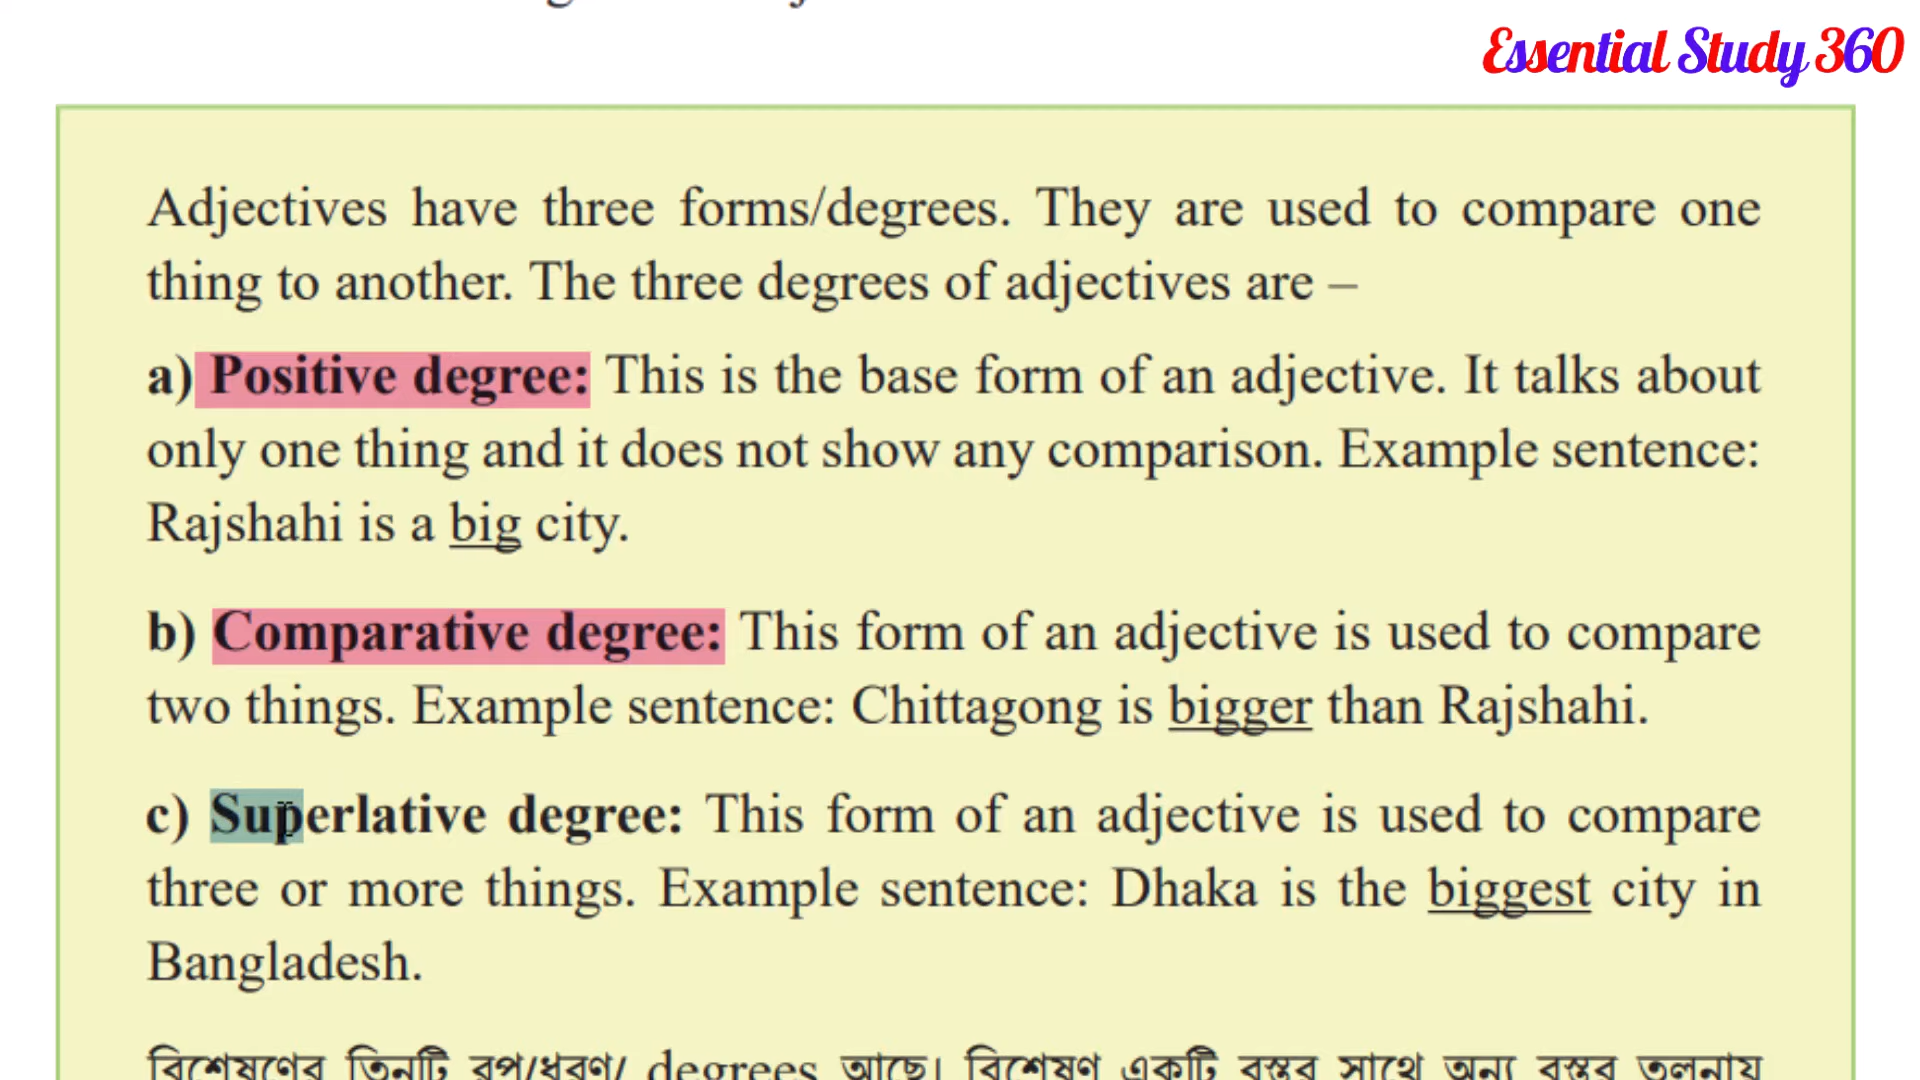 Essential Study 360
Adjectives have three forms/degrees. They are used to compare one
thing to another. The three degrees of adjectives are –
a) Positive degree: This is the base form of an adjective. It talks about
only one thing and it does not show any comparison. Example sentence:
Rajshahi is a big city.
b) Comparative degree: This form of an adjective is used to compare
two things. Example sentence: Chittagong is bigger than Rajshahi.
c) Superlative degree: This form of an adjective is used to compare
three or more things. Example sentence: Dhaka is the biggest city in
Bangladesh.
বিশেষণের তিনটি রূপ/ধরণ/ degrees আছে। বিশেষণ একটি বস্তুর সাথে অন্য বস্তুর তুলনায়